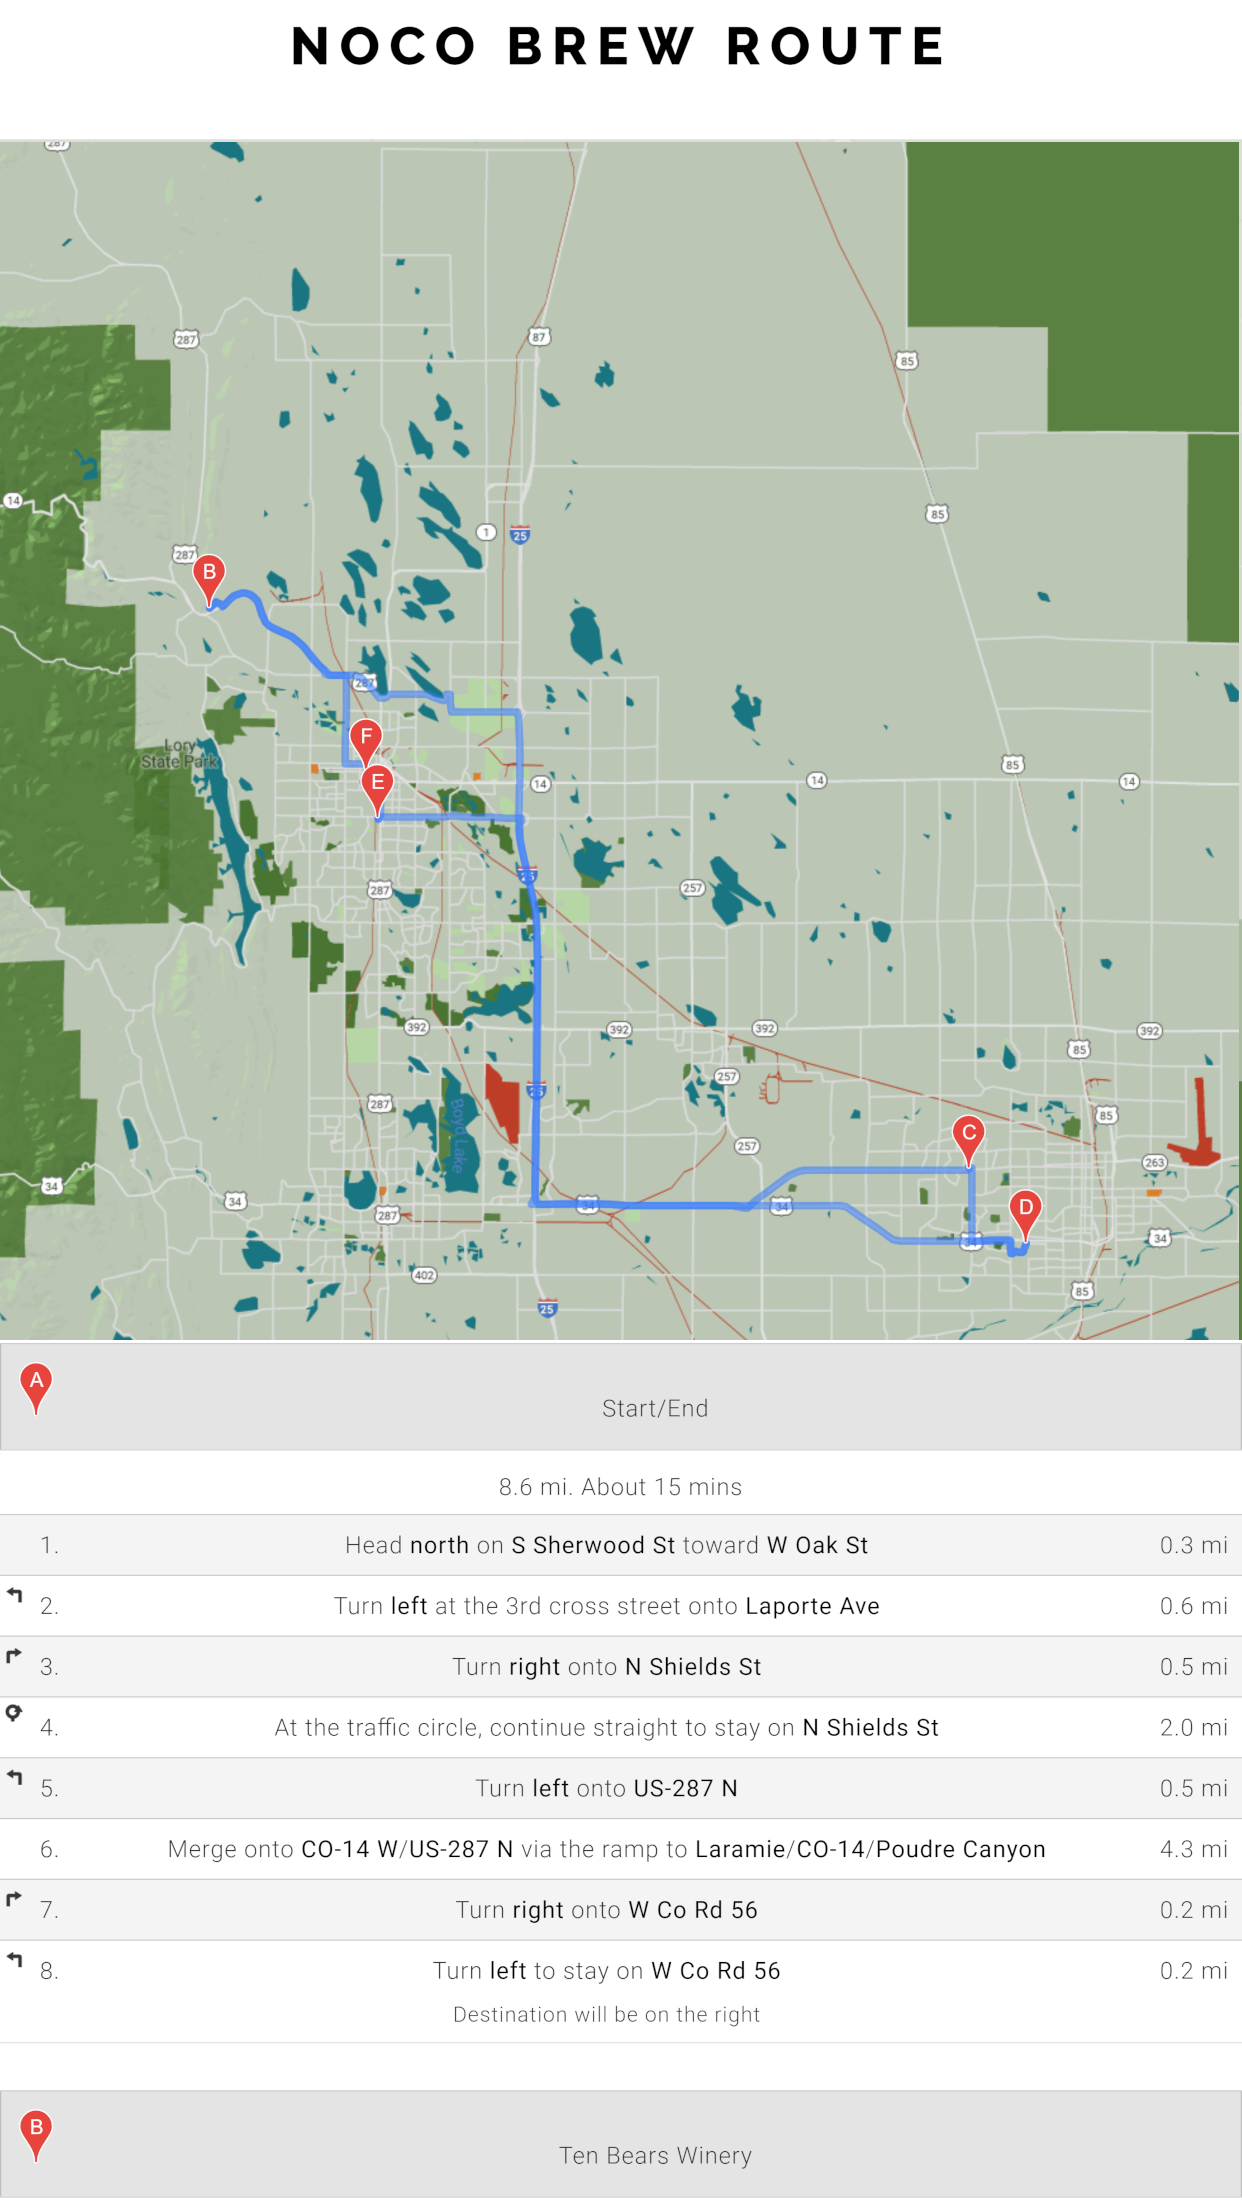 NOCO BREW ROUTE
287
87
287
85
14
85
1
25
287
B
287
F
Lory
State Park
E
85
14
14
14
25
287
257
392
392
392
392
85
25
257
287
Boyd Lake
85
C
257
263
34
34
D
34
34
287
34
34
402
85
25
A
Start/End
8.6 mi. About 15 mins
1. Head north on S Sherwood St toward W Oak St 0.3 mi
2. Turn left at the 3rd cross street onto Laporte Ave 0.6 mi
3. Turn right onto N Shields St 0.5 mi
4. At the traffic circle, continue straight to stay on N Shields St 2.0 mi
5. Turn left onto US-287 N 0.5 mi
6. Merge onto CO-14 W/US-287 N via the ramp to Laramie/CO-14/Poudre Canyon 4.3 mi
7. Turn right onto W Co Rd 56 0.2 mi
8. Turn left to stay on W Co Rd 56 0.2 mi
Destination will be on the right
B
Ten Bears Winery